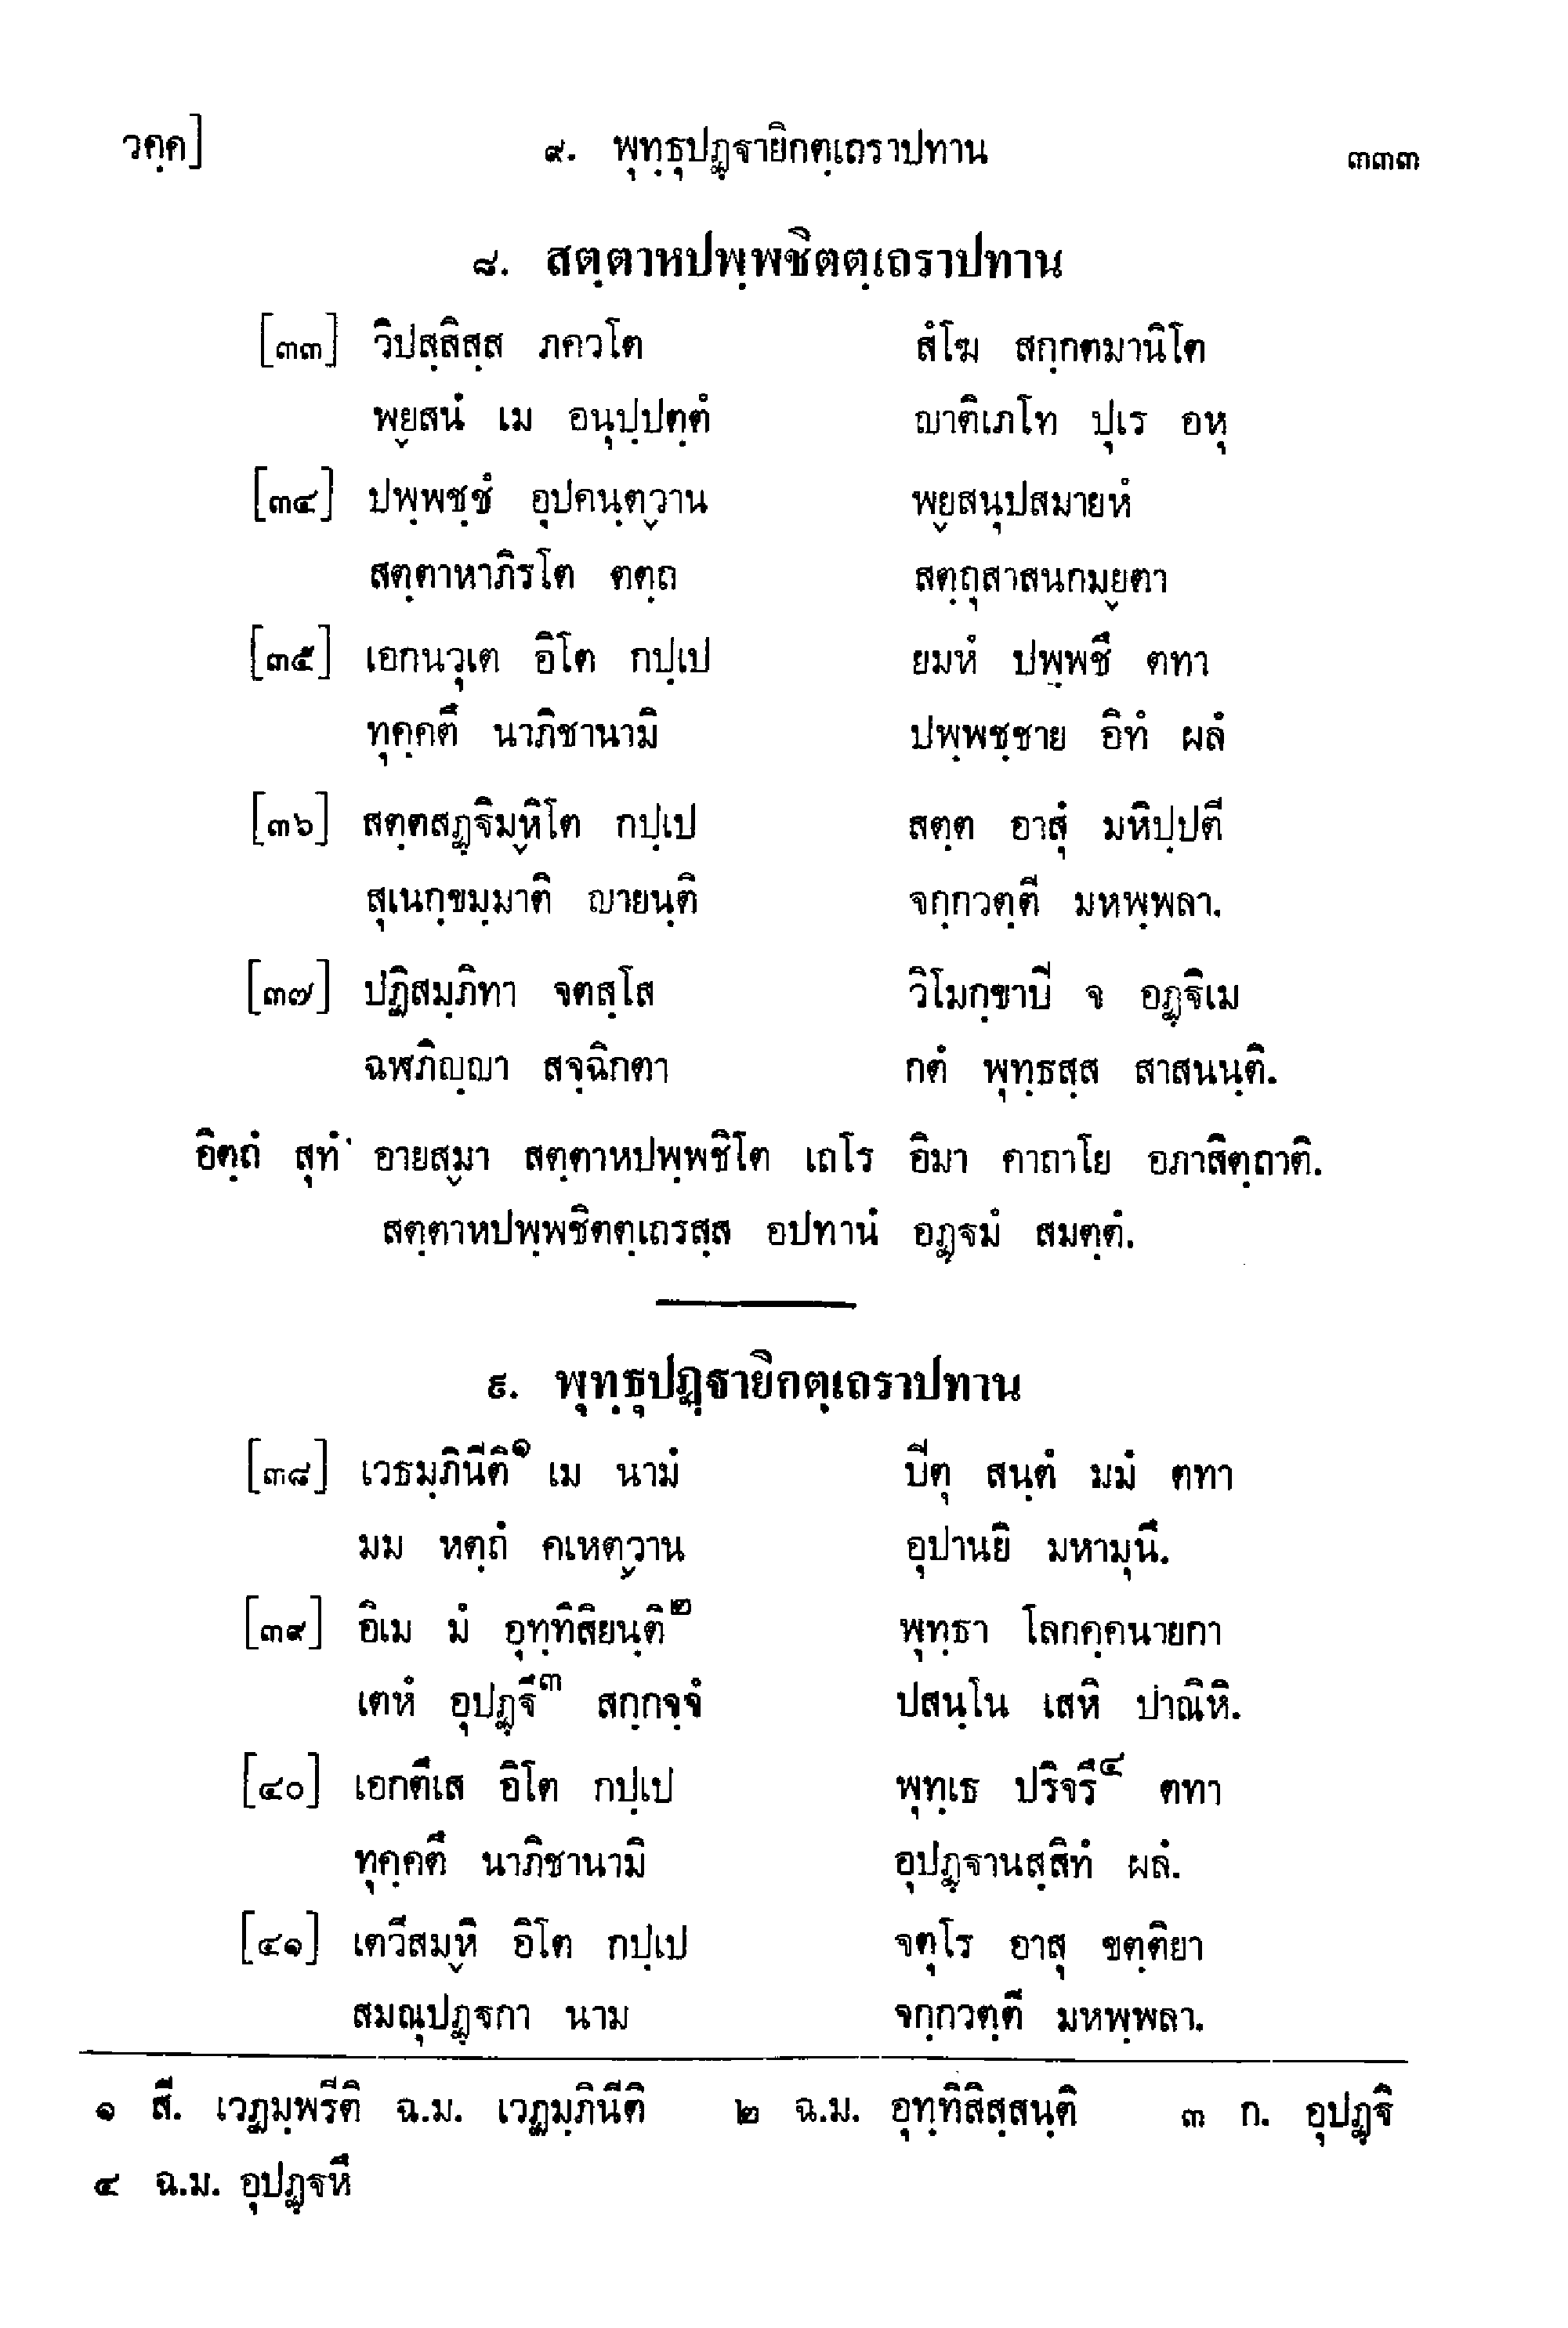 วคฺค] ๙. พุทฺธุปฏฺฐายิกตฺเถราปทาน ๓๓๓
๘. สตฺตาหปพฺพชิตตฺเถราปทาน
[๓๓] วิปสฺสิสฺส ภควโต สํโฆ สกฺกตมานิโต
พฺยสนํ เม อนุปฺปตฺตํ ญาติเภโท ปุเร อหุ
[๓๔] ปพฺพชฺชํ อุปคนฺตฺวาน พฺยสนุปสมายหํ
สตฺตาหาภิรโต ตตฺถ สตฺถุสาสนกมฺยตา
[๓๕] เอกนวุเต อิโต กปฺเป ยมหํ ปพฺพชึ ตทา
ทุคฺคตึ นาภิชานามิ ปพฺพชฺชาย อิทํ ผลํ
[๓๖] สตฺตสฏฺฐิมฺหิโต กปฺเป สตฺต อาสุํ มหิปฺปตี
สุเนกฺขมฺมาติ ญายนฺติ จกฺกวตฺตี มหพฺพลา.
[๓๗] ปฏิสมฺภิทา จตสฺโส วิโมกฺขาปิ จ อฏฺฐิเม
ฉฬภิญฺญา สจฺฉิกตา กตํ พุทฺธสฺส สาสนนฺติ.
อิตฺถํ สุทํ อายสฺมา สตฺตาหปพฺพชิโต เถโร อิมา คาถาโย อภาสิตฺถาติ.
สตฺตาหปพฺพชิตตฺเถรสฺส อปทานํ อฏฺฐมํ สมตฺตํ.
๙. พุทฺธุปฏฺฐายิกตฺเถราปทาน
[๓๘] เวธมฺภินีติ๑ เม นามํ ปิตุ สนฺตํ มมํ ตทา
มม หตฺถํ คเหตฺวาน อุปานยิ มหามุนึ.
[๓๙] อิเม มํ อุทฺทิสิยนฺติ๒ พุทฺธา โลกคฺคนายกา
เตหํ อุปฏฺฐึ๓ สกฺกจฺจํ ปสนฺโน เสหิ ปาณิหิ.
[๔๐] เอกตึเส อิโต กปฺเป พุทฺเธ ปริจรึ๔ ตทา
ทุคฺคตึ นาภิชานามิ อุปฏฺฐานสฺสิทํ ผลํ.
[๔๑] เตวีสมฺหิ อิโต กปฺเป จตุโร อาสุ ขตฺติยา
สมณุปฏฺฐกา นาม จกฺกวตฺตี มหพฺพลา.
๑ สี. เวฏมฺพรีติ ฉ.ม. เวฏมฺภินีติ ๒ ฉ.ม. อุทฺทิสิสฺสนฺติ ๓ ก. อุปฏฺฐิ
๔ ฉ.ม. อุปฏฺฐหึ